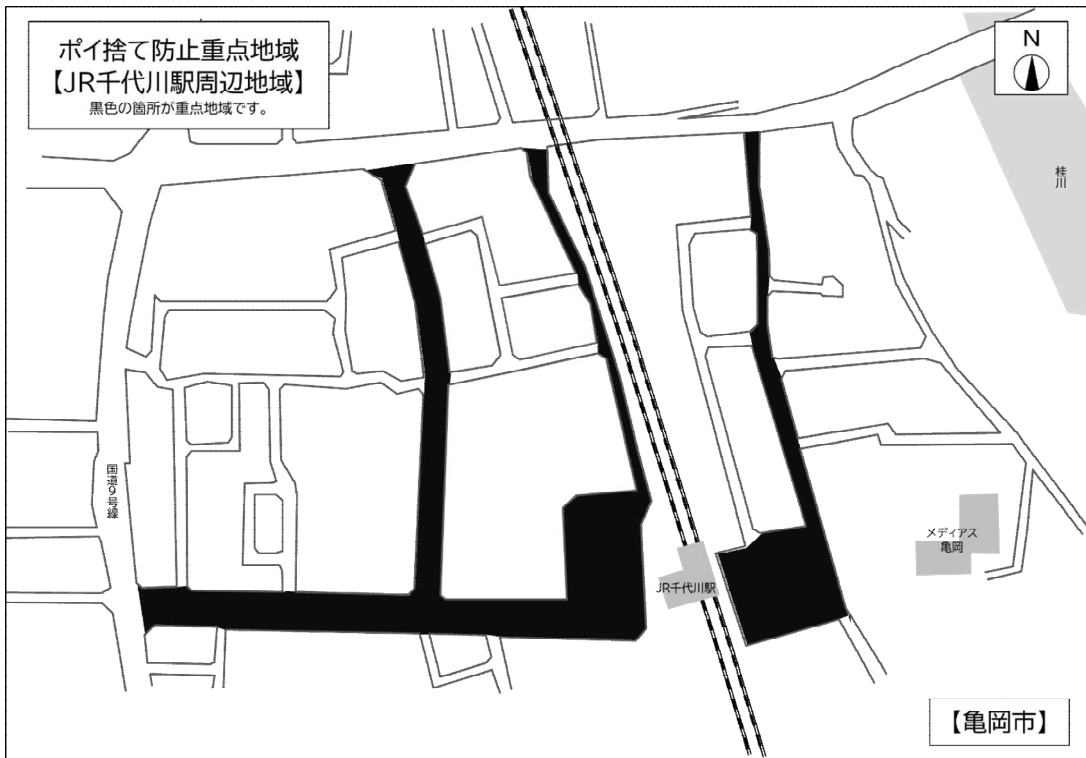 ポイ捨て防止重点地域
【JR千代川駅周辺地域】
黒色の箇所が重点地域です。
N
桂川
国道9号線
メディアス
亀岡
JR千代川駅
【亀岡市】